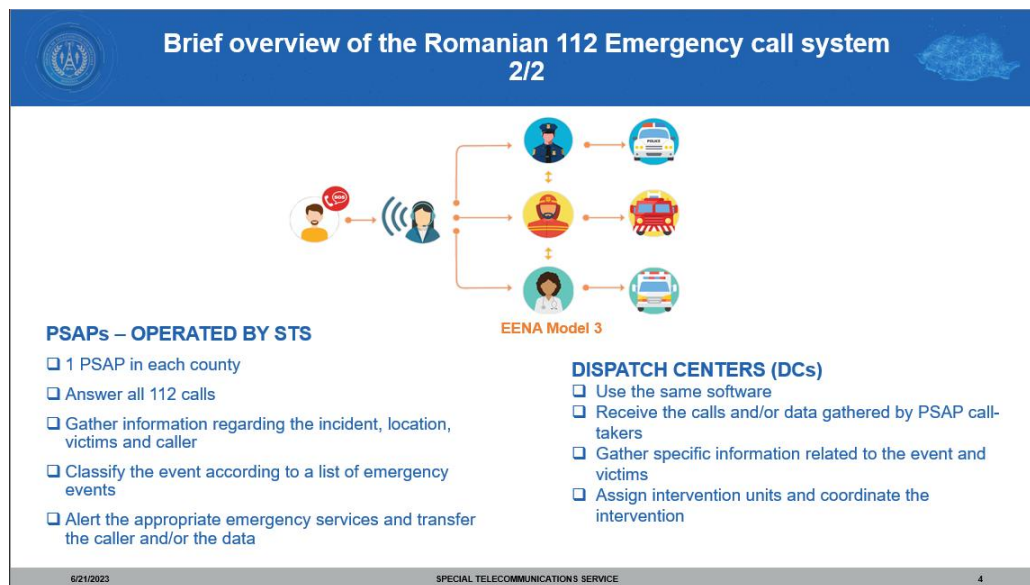 Brief overview of the Romanian 112 Emergency call system
2/2
POLICE
EENA Model 3
PSAPs – OPERATED BY STS
❑ 1 PSAP in each county
❑ Answer all 112 calls
❑ Gather information regarding the incident, location,
victims and caller
❑ Classify the event according to a list of emergency
events
❑ Alert the appropriate emergency services and transfer
the caller and/or the data
DISPATCH CENTERS (DCs)
❑ Use the same software
❑ Receive the calls and/or data gathered by PSAP call-
takers
❑ Gather specific information related to the event and
victims
❑ Assign intervention units and coordinate the
intervention
6/21/2023
SPECIAL TELECOMMUNICATIONS SERVICE
4